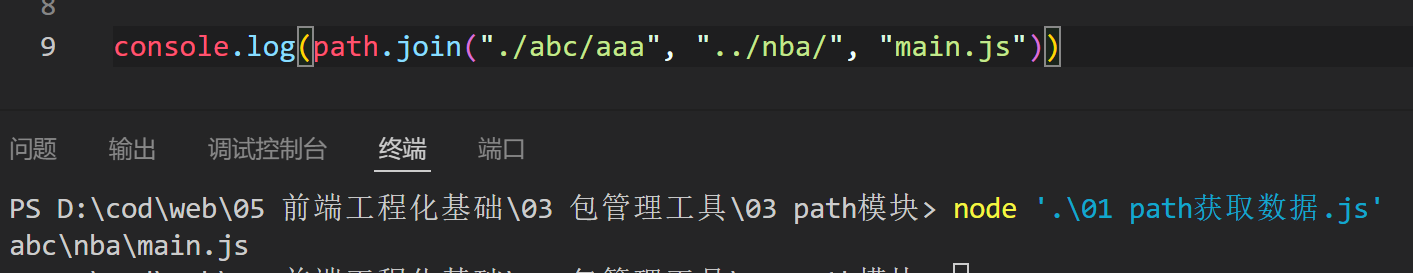 8
9 console.log(path.join("./abc/aaa", "../nba/", "main.js"))
问题 输出 调试控制台 终端 端口
PS D:\cod\web\05 前端工程化基础\03 包管理工具\03 path模块> node '.\01 path获取数据.js'
abc\nba\main.js